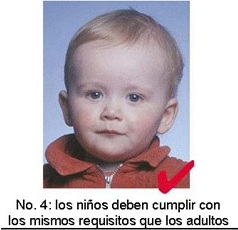 No. 4: los niños deben cumplir con
los mismos requisitos que los adultos